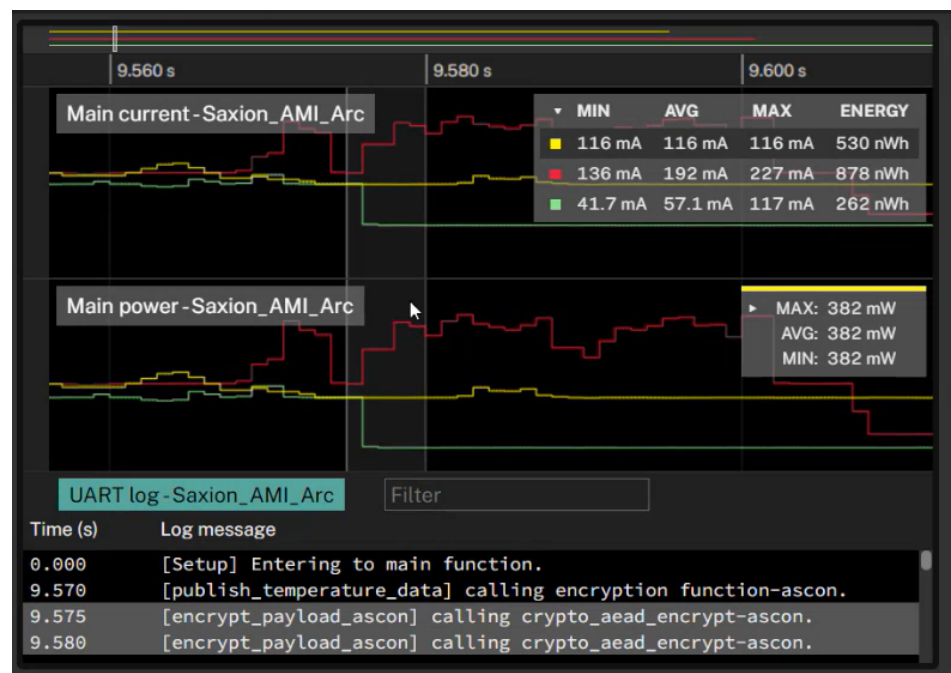 9.560 s 9.580 s 9.600 s
Main current - Saxion_AMI_Arc
▾ MIN AVG MAX ENERGY
116 mA 116 mA 116 mA 530 nWh
136 mA 192 mA 227 mA 878 nWh
41.7 mA 57.1 mA 117 mA 262 nWh
Main power - Saxion_AMI_Arc
▸ MAX: 382 mW
AVG: 382 mW
MIN: 382 mW
UART log - Saxion_AMI_Arc Filter
Time (s) Log message
0.000 [Setup] Entering to main function.
9.570 [publish_temperature_data] calling encryption function-ascon.
9.575 [encrypt_payload_ascon] calling crypto_aead_encrypt-ascon.
9.580 [encrypt_payload_ascon] calling crypto_aead_encrypt-ascon.